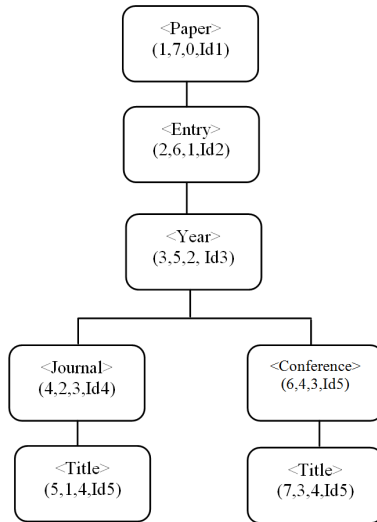 <Paper>
(1,7,0,Id1)
<Entry>
(2,6,1,Id2)
<Year>
(3,5,2, Id3)
<Journal>
(4,2,3,Id4)
<Conference>
(6,4,3,Id5)
<Title>
(5,1,4,Id5)
<Title>
(7,3,4,Id5)